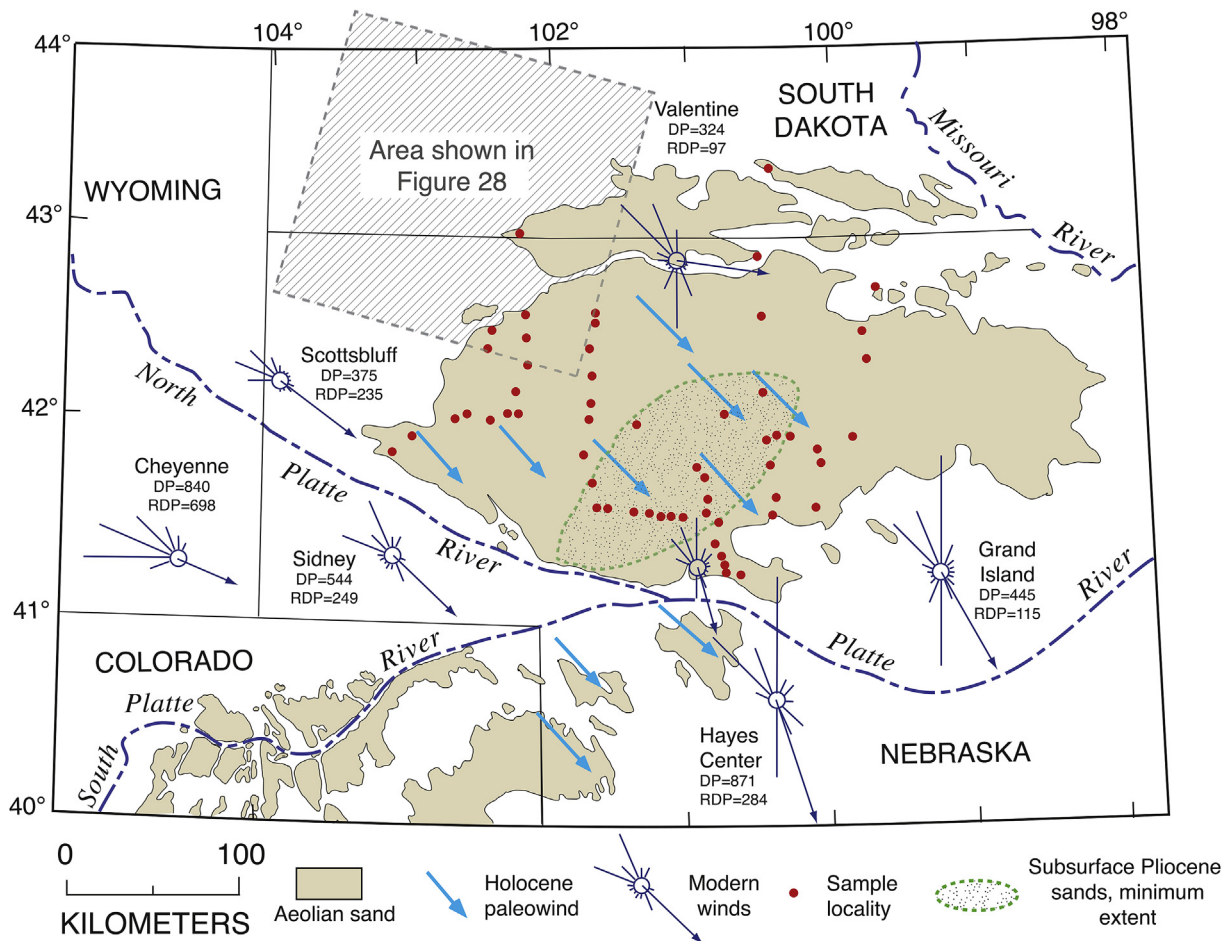 104°
102°
100°
98°
44°
43°
42°
41°
40°
Valentine
DP=324
RDP=97
SOUTH
DAKOTA
Missouri
River
Area shown in
Figure 28
WYOMING
Scottsbluff
DP=375
RDP=235
North
Platte
River
Cheyenne
DP=840
RDP=698
Sidney
DP=544
RDP=249
Grand
Island
DP=445
RDP=115
River
Platte
COLORADO
River
Platte
South
Hayes
Center
DP=871
RDP=284
NEBRASKA
0 100
KILOMETERS
Aeolian sand
Holocene
paleowind
Modern
winds
Sample
locality
Subsurface Pliocene
sands, minimum
extent